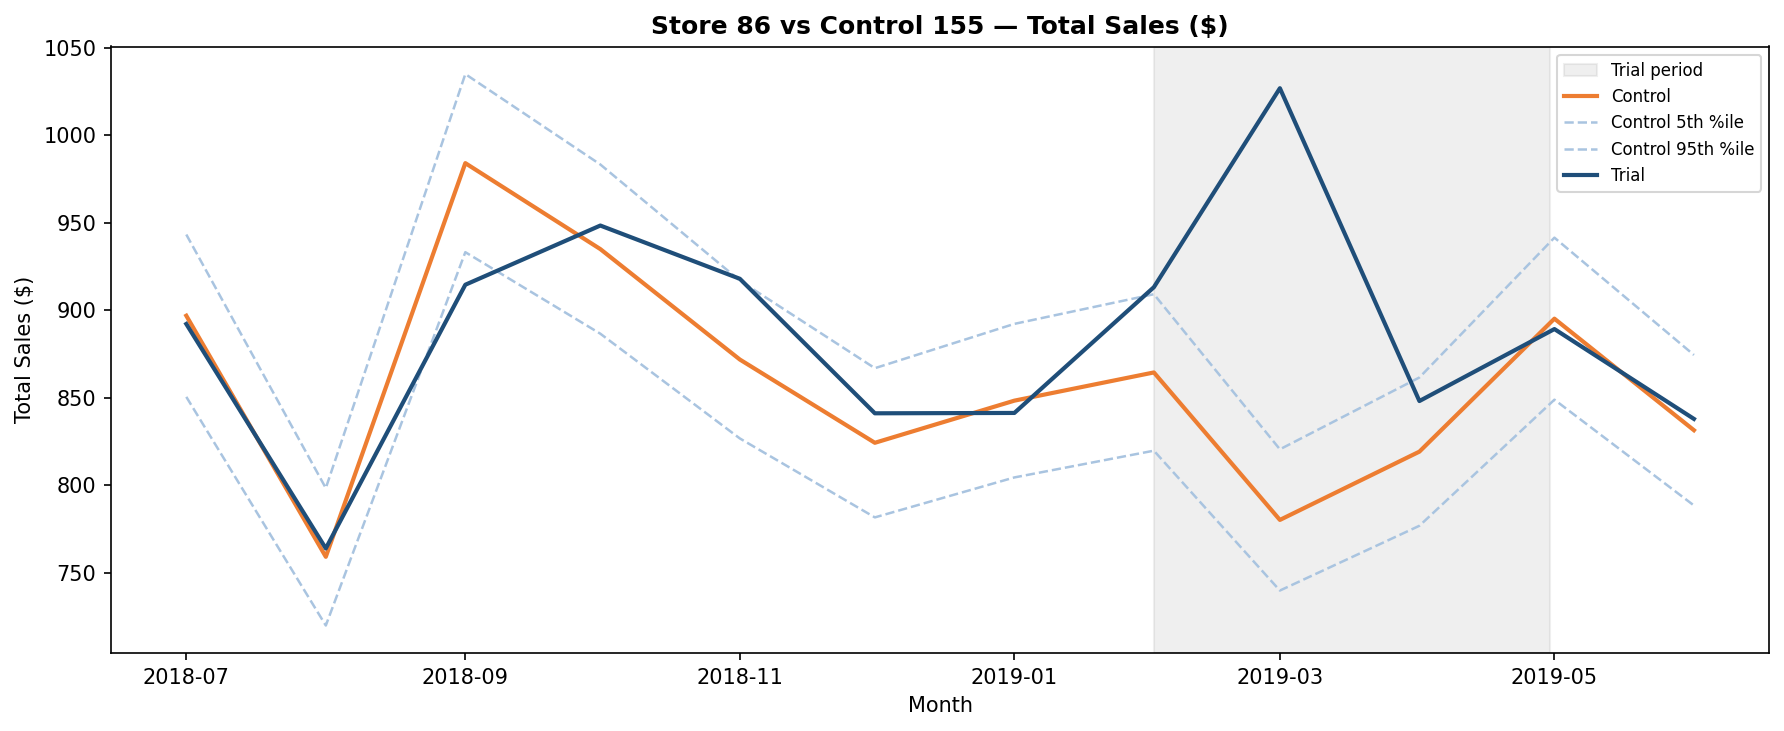 Store 86 vs Control 155 — Total Sales ($)
1050
1000
950
900
850
800
750
Total Sales ($)
Trial period
Control
Control 5th %ile
Control 95th %ile
Trial
2018-07
2018-09
2018-11
2019-01
2019-03
2019-05
Month